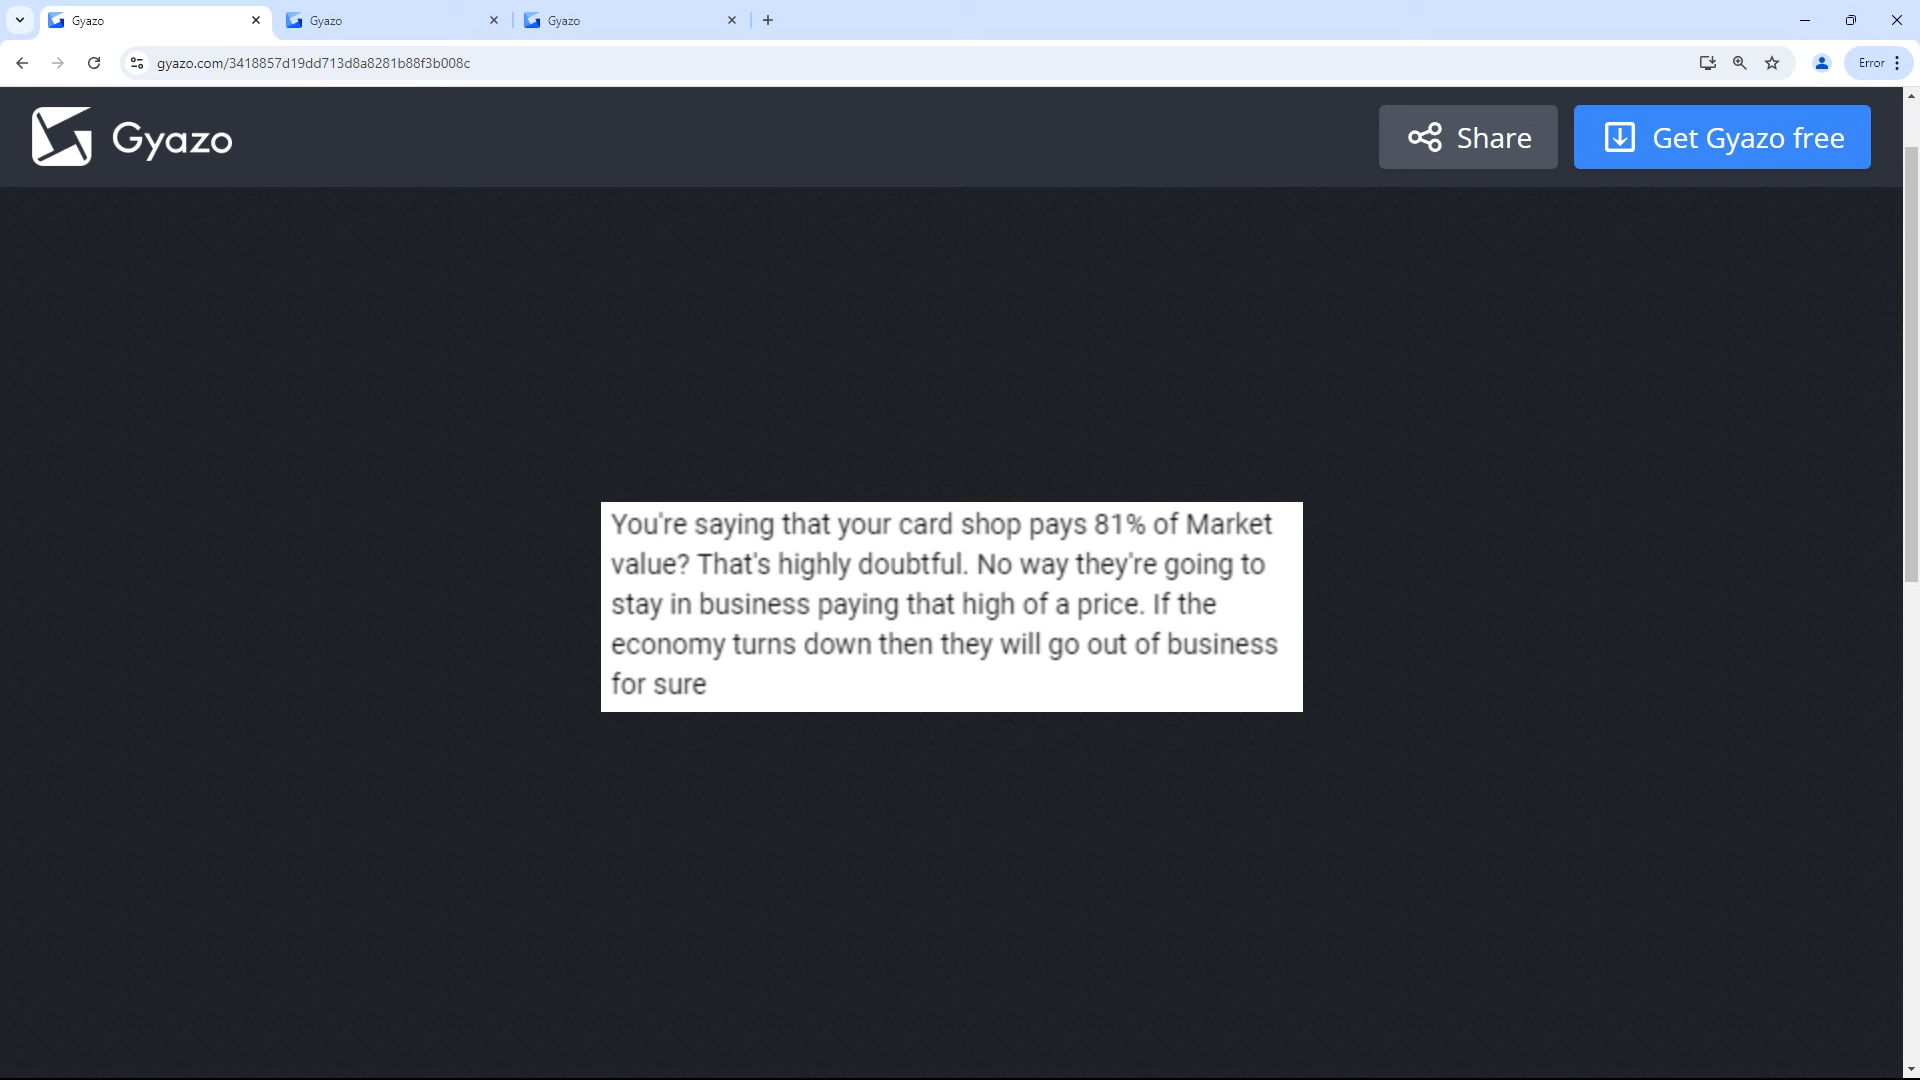 Gyazo
Gyazo
Gyazo
gyazo.com/3418857d19dd713d8a8281b88f3b008c
Error
Gyazo
Share
Get Gyazo free
You're saying that your card shop pays 81% of Market
value? That's highly doubtful. No way they're going to
stay in business paying that high of a price. If the
economy turns down then they will go out of business
for sure